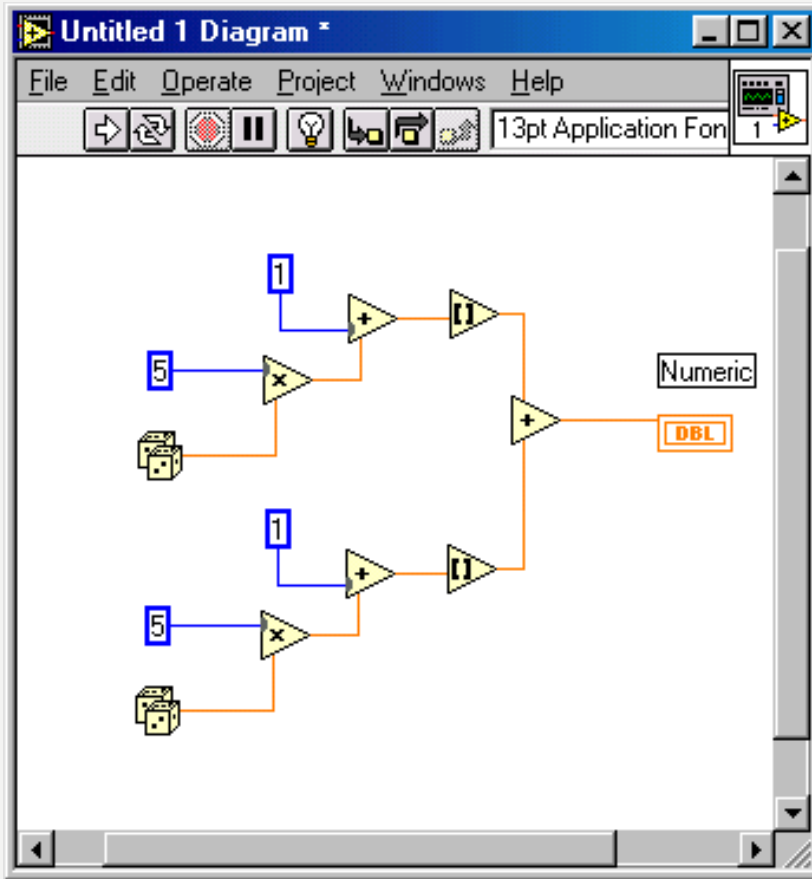 Untitled 1 Diagram *
File Edit Operate Project Windows Help
13pt Application Fon
1
1
+
[]
5
×
Numeric
+
DBL
1
+
[]
5
×